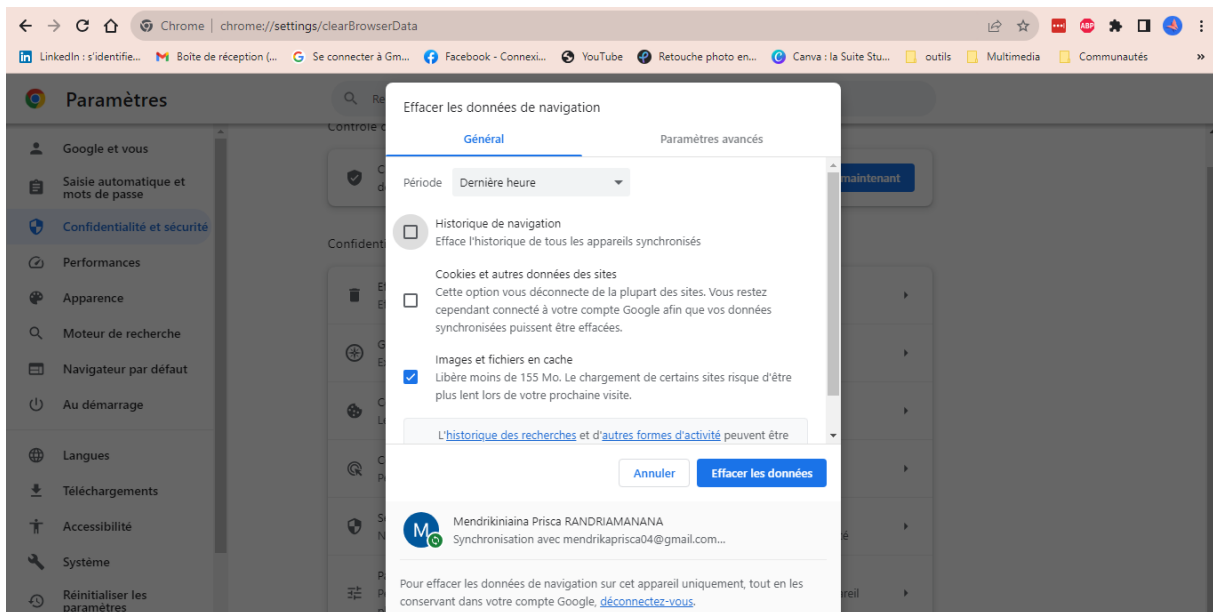 Chrome | chrome://settings/clearBrowserData
LinkedIn : s'identifie... Boîte de réception (... Se connecter à Gm... Facebook - Connexi... YouTube Retouche photo en... Canva : la Suite Stu... outils Multimedia Communautés »
Paramètres
Google et vous
Saisie automatique et
mots de passe
Confidentialité et sécurité
Performances
Apparence
Moteur de recherche
Navigateur par défaut
Au démarrage
Langues
Téléchargements
Accessibilité
Système
Réinitialiser les
paramètres
maintenant
Effacer les données de navigation
Général Paramètres avancés
Période Dernière heure
Historique de navigation
Efface l'historique de tous les appareils synchronisés
Cookies et autres données des sites
Cette option vous déconnecte de la plupart des sites. Vous restez
cependant connecté à votre compte Google afin que vos données
synchronisées puissent être effacées.
Images et fichiers en cache
Libère moins de 155 Mo. Le chargement de certains sites risque d'être
plus lent lors de votre prochaine visite.
L'historique des recherches et d'autres formes d'activité peuvent être
Annuler Effacer les données
M
Mendrikiniaina Prisca RANDRIAMANANA
Synchronisation avec mendrikaprisca04@gmail.com...
Pour effacer les données de navigation sur cet appareil uniquement, tout en les
conservant dans votre compte Google, déconnectez-vous.